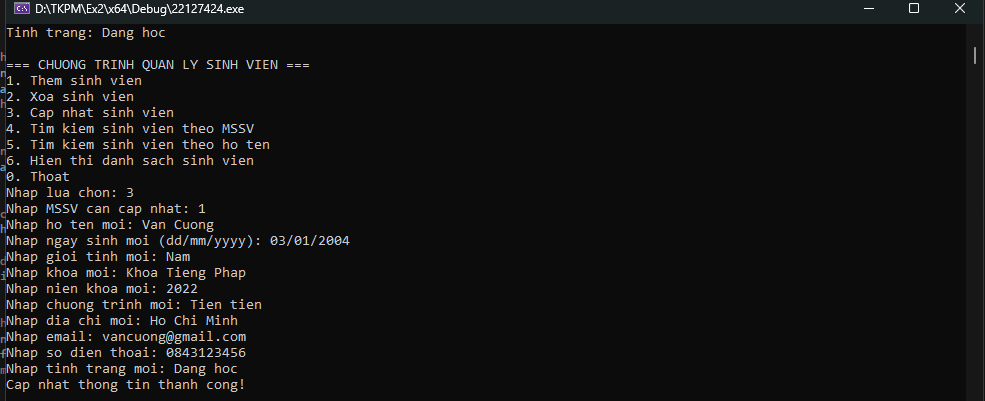 D:\TKPM\Ex2\x64\Debug\22127424.exe
Tinh trang: Dang hoc
=== CHUONG TRINH QUAN LY SINH VIEN ===
1. Them sinh vien
2. Xoa sinh vien
3. Cap nhat sinh vien
4. Tim kiem sinh vien theo MSSV
5. Tim kiem sinh vien theo ho ten
6. Hien thi danh sach sinh vien
0. Thoat
Nhap lua chon: 3
Nhap MSSV can cap nhat: 1
Nhap ho ten moi: Van Cuong
Nhap ngay sinh moi (dd/mm/yyyy): 03/01/2004
Nhap gioi tinh moi: Nam
Nhap khoa moi: Khoa Tieng Phap
Nhap nien khoa moi: 2022
Nhap chuong trinh moi: Tien tien
Nhap dia chi moi: Ho Chi Minh
Nhap email: vancuong@gmail.com
Nhap so dien thoai: 0843123456
Nhap tinh trang moi: Dang hoc
Cap nhat thong tin thanh cong!